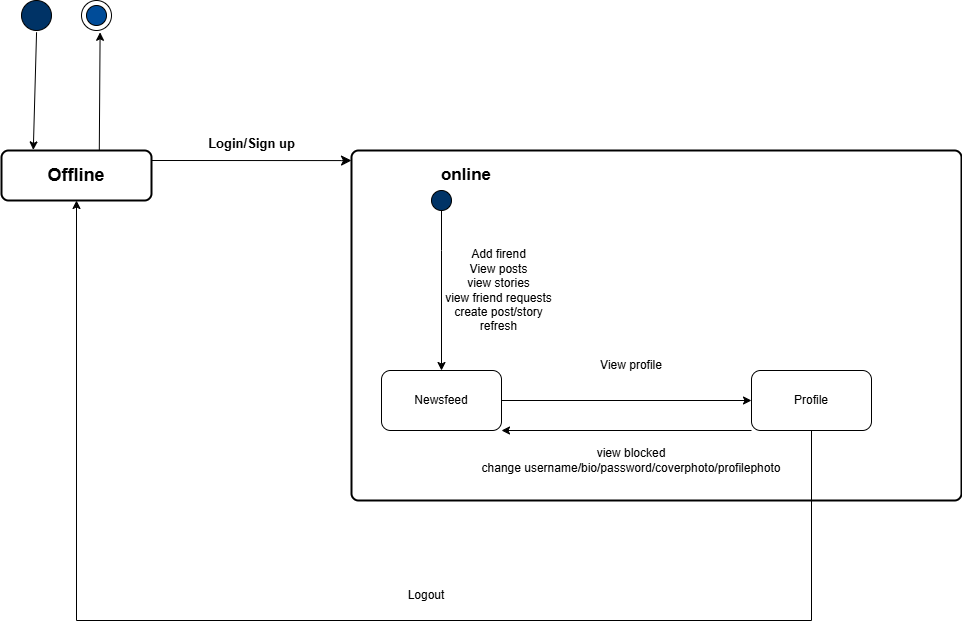 Login/Sign up
Offline
online
Add firend
View posts
view stories
view friend requests
create post/story
refresh
View profile
Newsfeed
Profile
view blocked
change username/bio/password/coverphoto/profilephoto
Logout